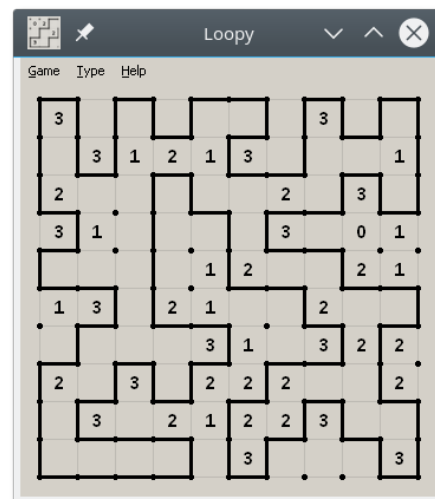 Loopy
Game Type Help
3 3
3 1 2 1 3 1
2 2 3
3 1 3 0 1
1 2 2 1
1 3 2 1 2
3 1 3 2 2
2 3 2 2 2 2
3 2 1 2 2 3
3 3